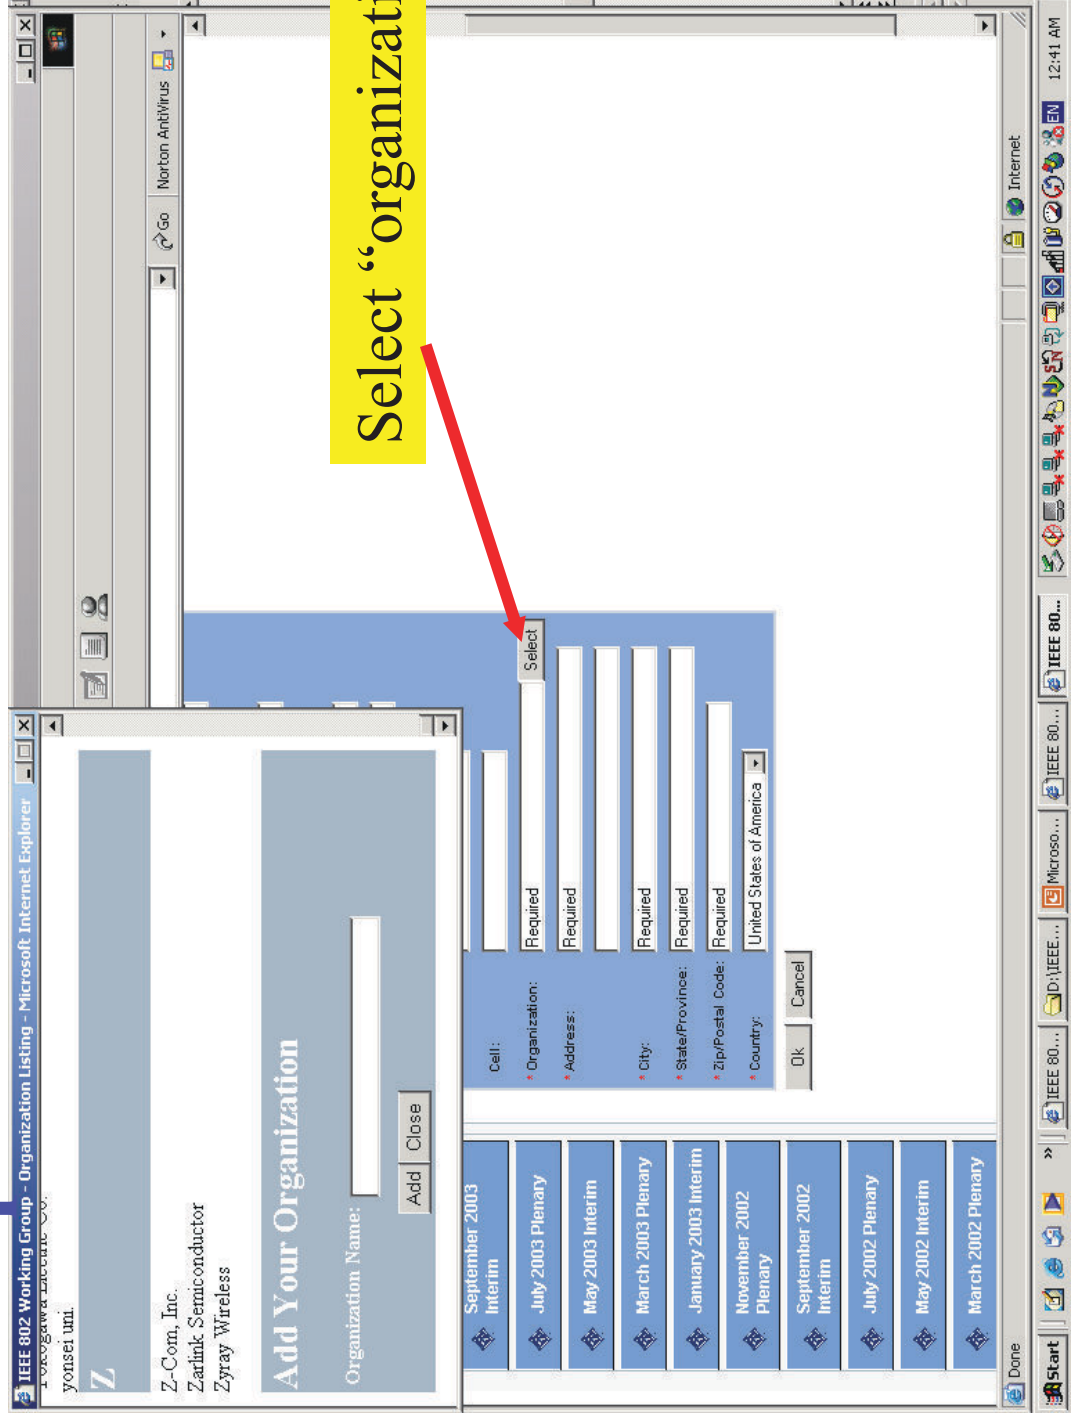 IEEE 802 Working Group - Organization Listing - Microsoft Internet Explorer
yonsei uni.
Z
Z-Com, Inc.
Zarlink Semiconductor
Zyray Wireless
Add Your Organization
Organization Name:
Add Close
Go Norton AntiVirus
Select “organizati
Cell:
* Organization: Required Select
* Address: Required
* City: Required
* State/Province: Required
* Zip/Postal Code: Required
* Country: United States of America
Ok Cancel
September 2003
Interim
July 2003 Plenary
May 2003 Interim
March 2003 Plenary
January 2003 Interim
November 2002
Plenary
September 2002
Interim
July 2002 Plenary
May 2002 Interim
March 2002 Plenary
Done Internet
Start » IEEE 80... D:\IEEE... Microso... IEEE 80... IEEE 80... SN EN 12:41 AM